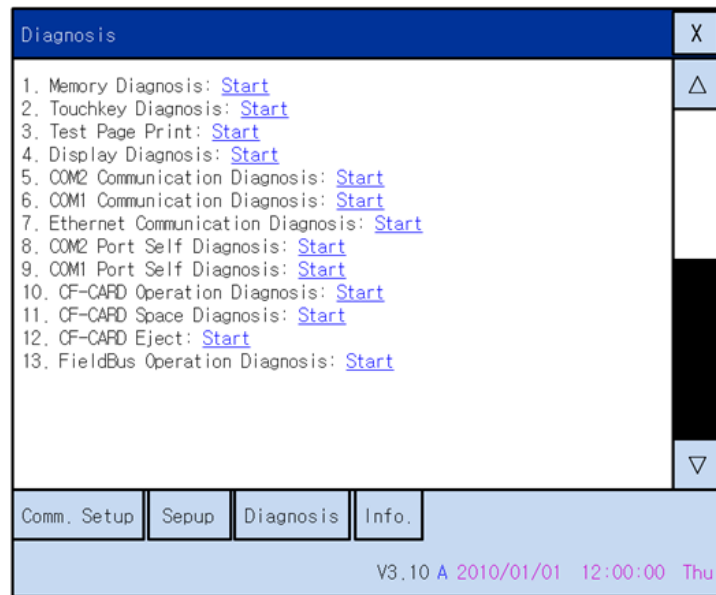 Diagnosis X
1. Memory Diagnosis: Start
2. Touchkey Diagnosis: Start
3. Test Page Print: Start
4. Display Diagnosis: Start
5. COM2 Communication Diagnosis: Start
6. COM1 Communication Diagnosis: Start
7. Ethernet Communication Diagnosis: Start
8. COM2 Port Self Diagnosis: Start
9. COM1 Port Self Diagnosis: Start
10. CF-CARD Operation Diagnosis: Start
11. CF-CARD Space Diagnosis: Start
12. CF-CARD Eject: Start
13. FieldBus Operation Diagnosis: Start
Comm. Setup Sepup Diagnosis Info.
V3.10 A 2010/01/01 12:00:00 Thu